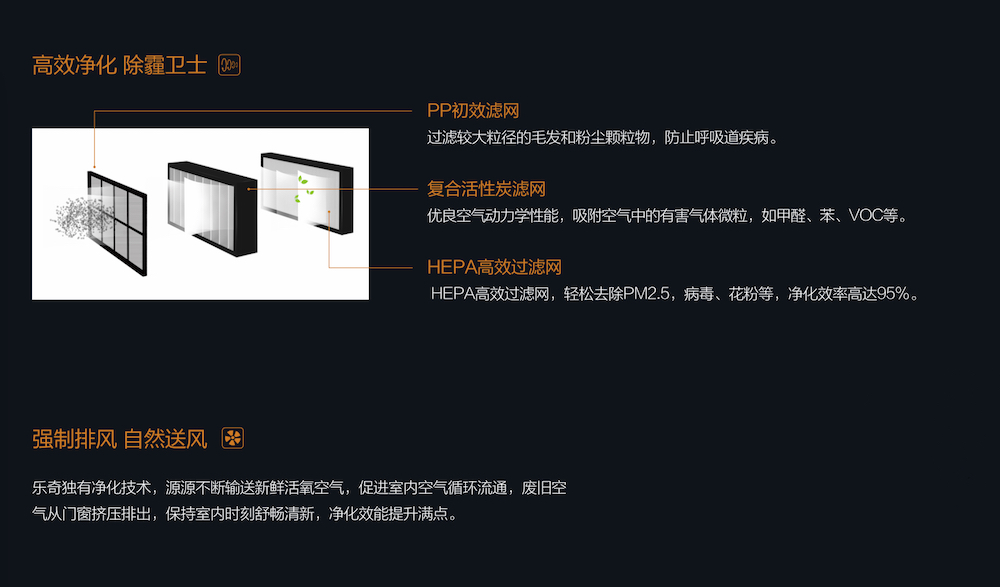 高效净化 除霾卫士
PP初效滤网
过滤较大粒径的毛发和粉尘颗粒物，防止呼吸道疾病。
复合活性炭滤网
优良空气动力学性能，吸附空气中的有害气体微粒，如甲醛、苯、VOC等。
HEPA高效过滤网
HEPA高效过滤网，轻松去除PM2.5，病毒、花粉等，净化效率高达95%。
强制排风 自然送风
乐奇独有净化技术，源源不断输送新鲜活氧空气，促进室内空气循环流通，废旧空
气从门窗挤压排出，保持室内时刻舒畅清新，净化效能提升满点。